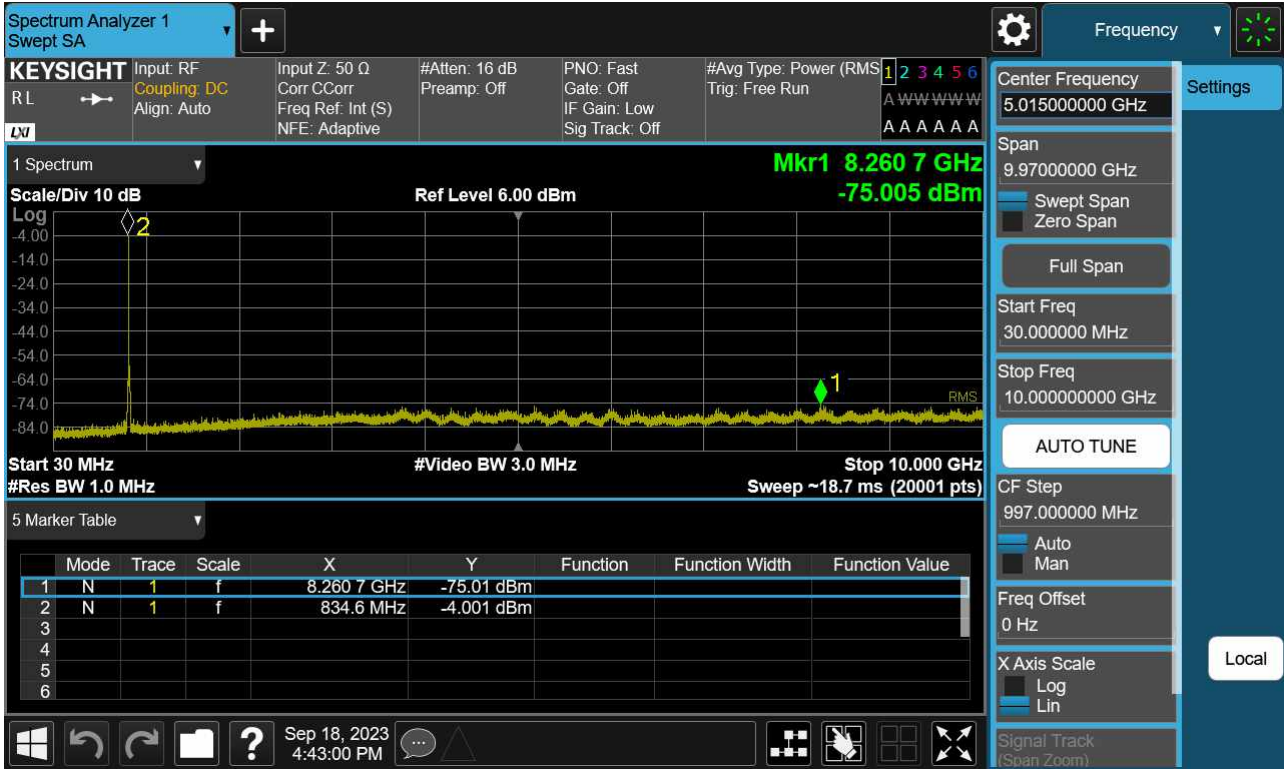 Spectrum Analyzer 1
Swept SA
+
Frequency
KEYSIGHT
RL
LXI
Input: RF
Coupling: DC
Align: Auto
Input Z: 50 Ω
Corr CCorr
Freq Ref: Int (S)
NFE: Adaptive
#Atten: 16 dB
Preamp: Off
PNO: Fast
Gate: Off
IF Gain: Low
Sig Track: Off
#Avg Type: Power (RMS
Trig: Free Run
1 2 3 4 5 6
A W W W W W
A A A A A A
1 Spectrum
Scale/Div 10 dB
Ref Level 6.00 dBm
Mkr1 8.260 7 GHz
-75.005 dBm
Log
-4.00
-14.0
-24.0
-34.0
-44.0
-54.0
-64.0
-74.0
-84.0
2
1
RMS
Start 30 MHz
#Video BW 3.0 MHz
Stop 10.000 GHz
#Res BW 1.0 MHz
Sweep ~18.7 ms (20001 pts)
5 Marker Table
Mode Trace Scale X Y Function Function Width Function Value
1 N 1 f 8.260 7 GHz -75.01 dBm
2 N 1 f 834.6 MHz -4.001 dBm
3
4
5
6
Sep 18, 2023
4:43:00 PM
?
Center Frequency
5.015000000 GHz
Span
9.97000000 GHz
Swept Span
Zero Span
Full Span
Start Freq
30.000000 MHz
Stop Freq
10.000000000 GHz
AUTO TUNE
CF Step
997.000000 MHz
Auto
Man
Freq Offset
0 Hz
X Axis Scale
Log
Lin
Signal Track
(Span Zoom)
Settings
Local